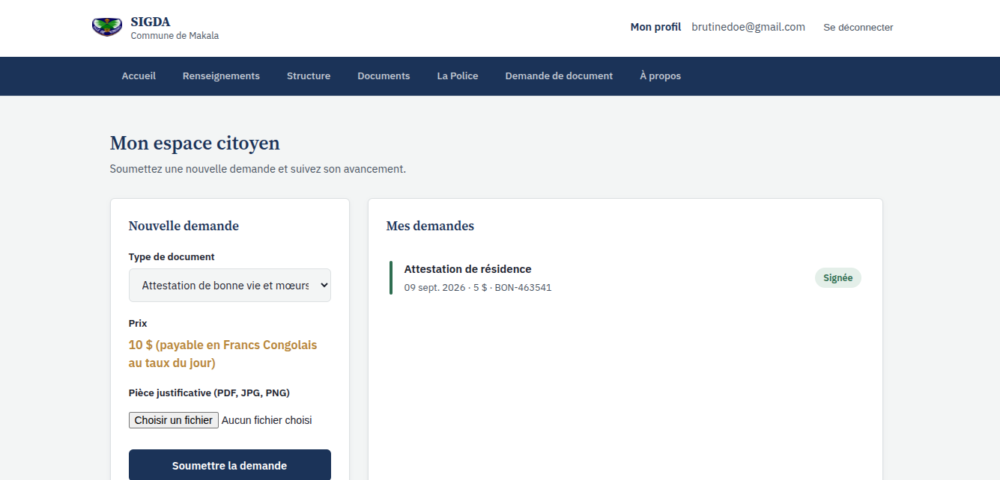 SIGDA
Commune de Makala
Mon profil
brutinedoe@gmail.com
Se déconnecter
Accueil
Renseignements
Structure
Documents
La Police
Demande de document
À propos
Mon espace citoyen
Soumettez une nouvelle demande et suivez son avancement.
Nouvelle demande
Type de document
Attestation de bonne vie et mœurs
Prix
10 $ (payable en Francs Congolais
au taux du jour)
Pièce justificative (PDF, JPG, PNG)
Choisir un fichier Aucun fichier choisi
Soumettre la demande
Mes demandes
Attestation de résidence
09 sept. 2026 · 5 $ · BON-463541
Signée